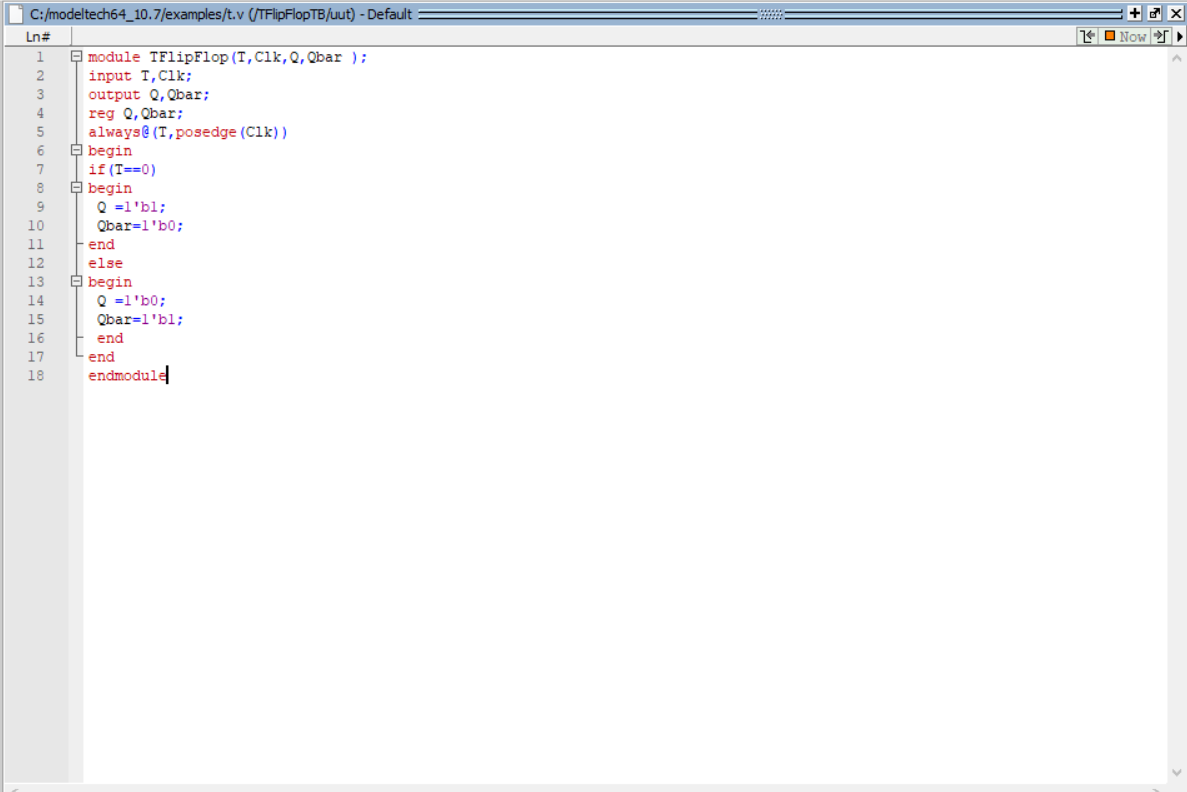 C:/modeltech64_10.7/examples/t.v (/TFlipFlopTB/uut) - Default
Ln#
Now
1 module TFlipFlop(T,Clk,Q,Qbar );
2 input T,Clk;
3 output Q,Qbar;
4 reg Q,Qbar;
5 always@(T,posedge(Clk))
6 begin
7 if(T==0)
8 begin
9 Q =1'b1;
10 Qbar=1'b0;
11 end
12 else
13 begin
14 Q =1'b0;
15 Qbar=1'b1;
16 end
17 end
18 endmodule